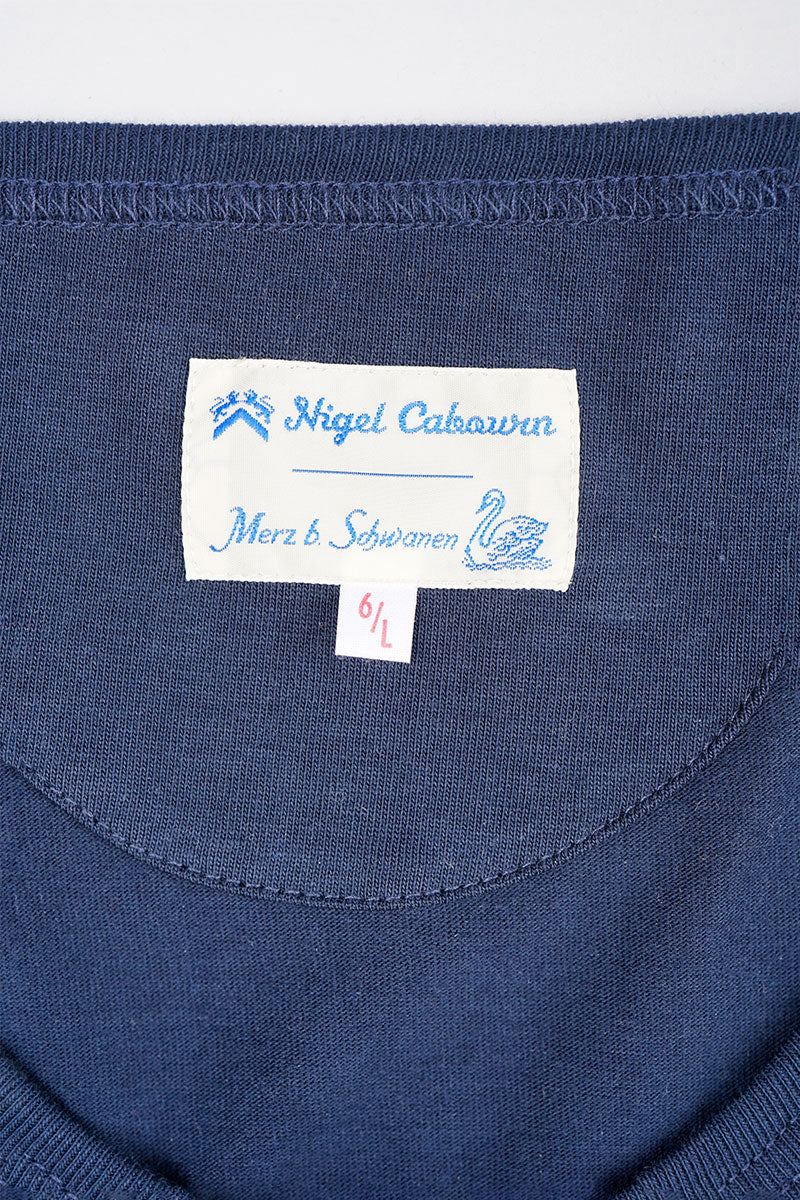 Nigel Cabourn
Merz b. Schwanen
6/L